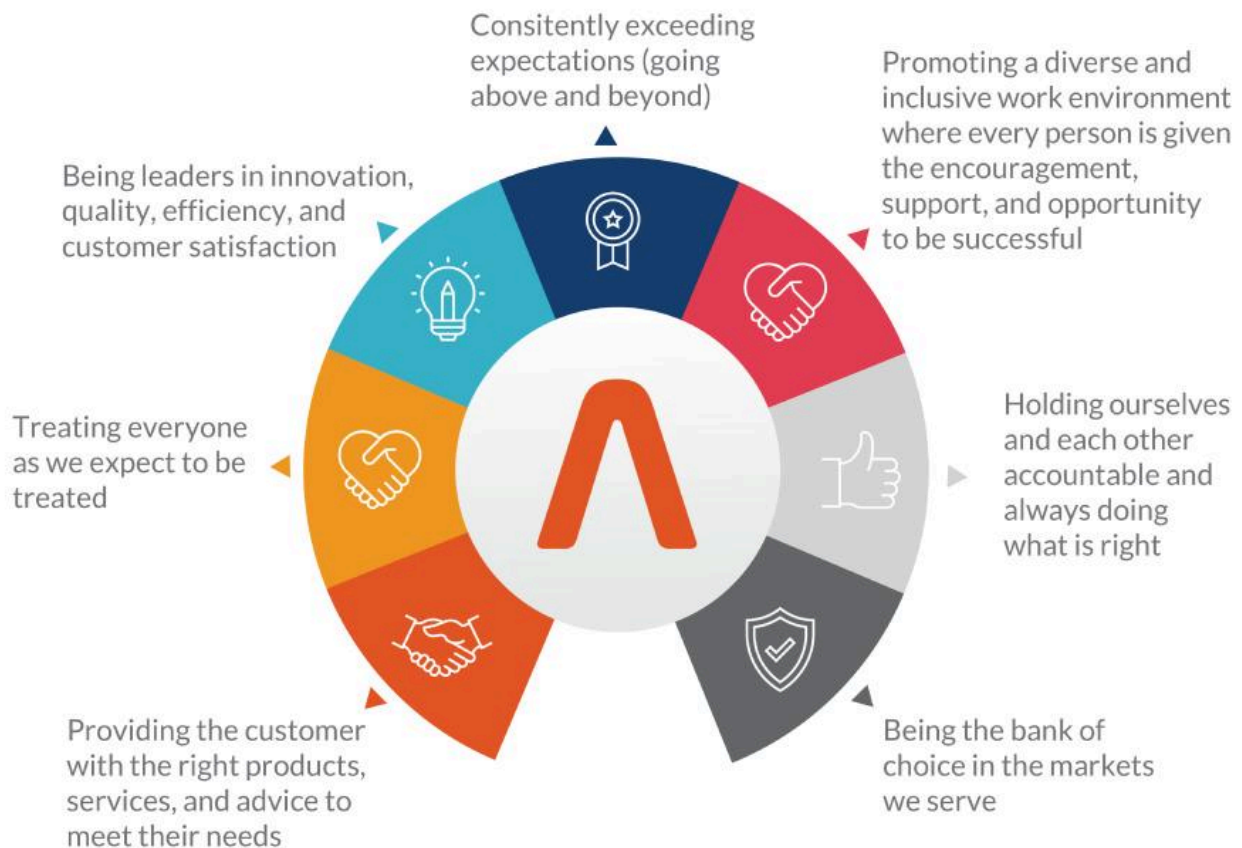 Consitently exceeding
expectations (going
above and beyond)
Promoting a diverse and
inclusive work environment
where every person is given
the encouragement,
support, and opportunity
to be successful
Being leaders in innovation,
quality, efficiency, and
customer satisfaction
Treating everyone
as we expect to be
treated
Holding ourselves
and each other
accountable and
always doing
what is right
Providing the customer
with the right products,
services, and advice to
meet their needs
Being the bank of
choice in the markets
we serve